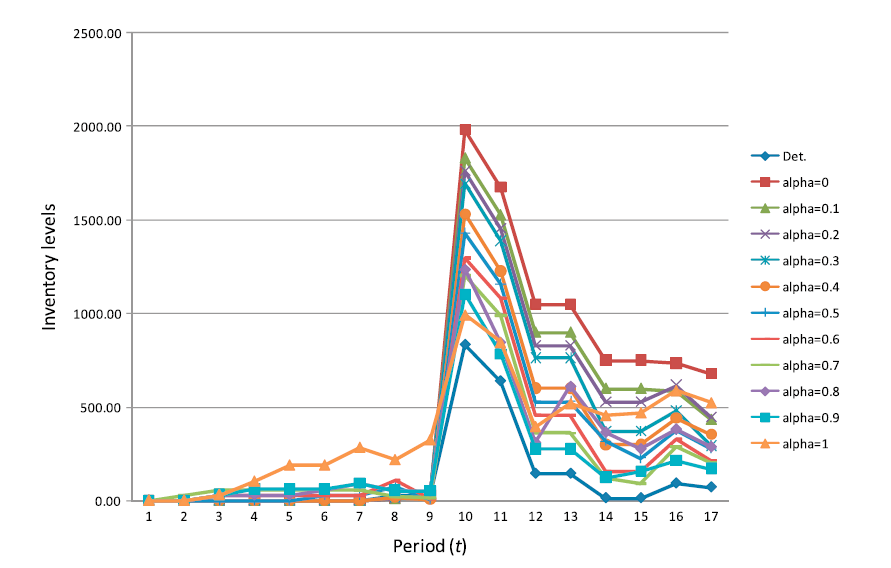 2500.00
2000.00
1500.00
1000.00
500.00
0.00
Inventory levels
1 2 3 4 5 6 7 8 9 10 11 12 13 14 15 16 17
Period (t)
Det.
alpha=0
alpha=0.1
alpha=0.2
alpha=0.3
alpha=0.4
alpha=0.5
alpha=0.6
alpha=0.7
alpha=0.8
alpha=0.9
alpha=1